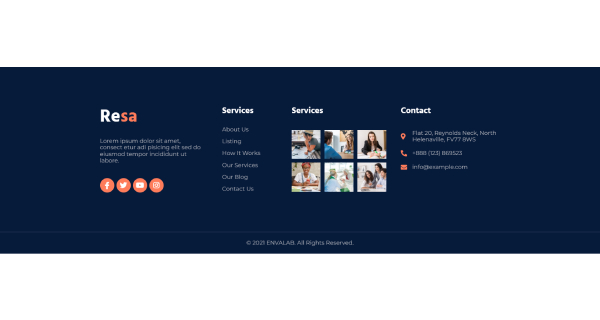 Resa
Lorem ipsum dolor sit amet,
consect etur adi pisicing elit sed do
eiusmod tempor incididunt ut
labore.
Services
About Us
Listing
How It Works
Our Services
Our Blog
Contact Us
Services
Contact
Flat 20, Reynolds Neck, North
Helenaville, FV77 8WS
+888 (123) 869523
info@example.com
© 2021 ENVALAB. All Rights Reserved.